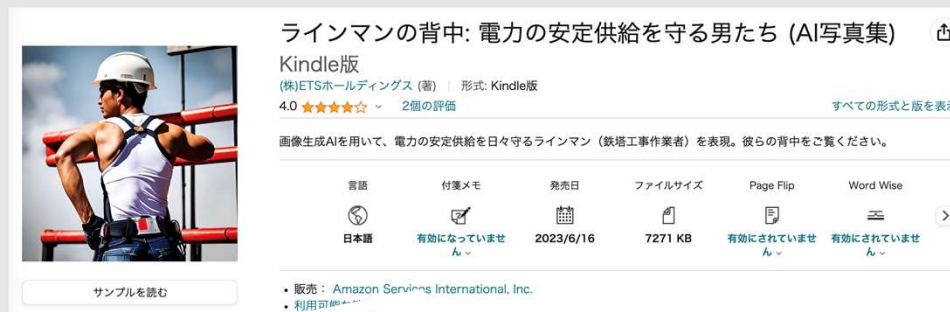 ラインマンの背中: 電力の安定供給を守る男たち (AI写真集)
Kindle版
(株)ETSホールディングス (著) 形式: Kindle版
4.0 2個の評価 すべての形式と版を表示
画像生成AIを用いて、電力の安定供給を日々守るラインマン（鉄塔工事作業者）を表現。彼らの背中をご覧ください。
言語 付箋メモ 発売日 ファイルサイズ Page Flip Word Wise
日本語 有効になっていません 2023/6/16 7271 KB 有効にされていません 有効にされていません
サンプルを読む
• 販売： Amazon Services International, Inc.
• 利用可能な